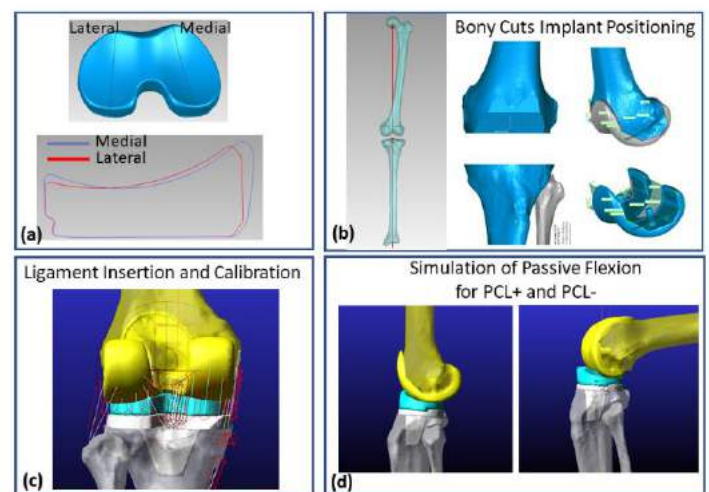 Lateral Medial
Medial
Lateral
(a)
Bony Cuts Implant Positioning
(b)
Ligament Insertion and Calibration
(c)
Simulation of Passive Flexion
for PCL+ and PCL-
(d)